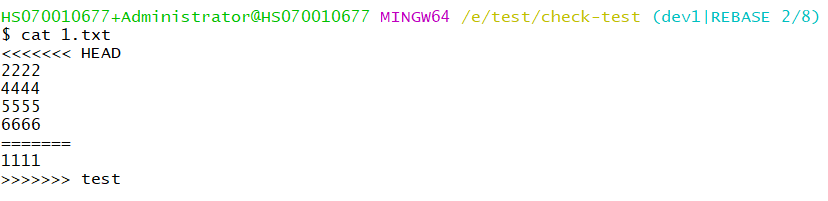 HS070010677+Administrator@HS070010677 MINGW64 /e/test/check-test (dev1|REBASE 2/8)
$ cat 1.txt
<<<<<<< HEAD
2222
4444
5555
6666
=======
1111
>>>>>>> test